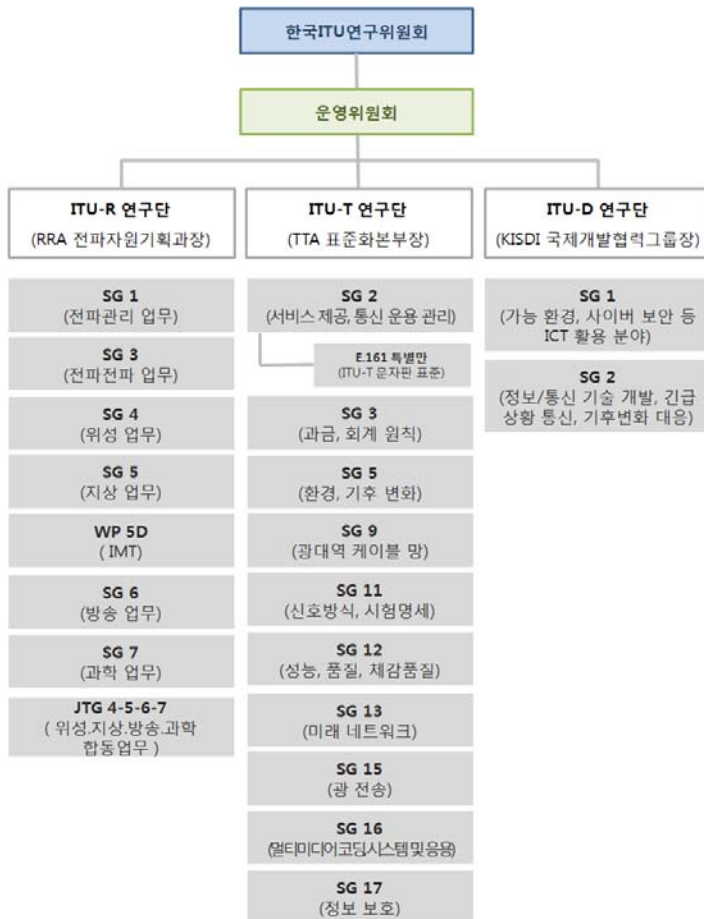 한국ITU연구위원회
운영위원회
ITU-R 연구단
(RRA 전파자원기획과장)
SG 1
(전파관리 업무)
SG 3
(전파전파 업무)
SG 4
(위성 업무)
SG 5
(지상 업무)
WP 5D
( IMT)
SG 6
(방송 업무)
SG 7
(과학 업무)
JTG 4-5-6-7
( 위성.지상.방송.과학
합동업무 )
ITU-T 연구단
(TTA 표준화본부장)
SG 2
(서비스 제공, 통신 운용 관리)
E.161 특별반
(ITU-T 문자판 표준)
SG 3
(과금, 회계 원칙)
SG 5
(환경, 기후 변화)
SG 9
(광대역 케이블 망)
SG 11
(신호방식, 시험명세)
SG 12
(성능, 품질, 체감품질)
SG 13
(미래 네트워크)
SG 15
(광 전송)
SG 16
(멀티미디어코딩,시스템및응용)
SG 17
(정보 보호)
ITU-D 연구단
(KISDI 국제개발협력그룹장)
SG 1
(가능 환경, 사이버 보안 등
ICT 활용 분야)
SG 2
(정보/통신 기술 개발, 긴급
상황 통신, 기후변화 대응)